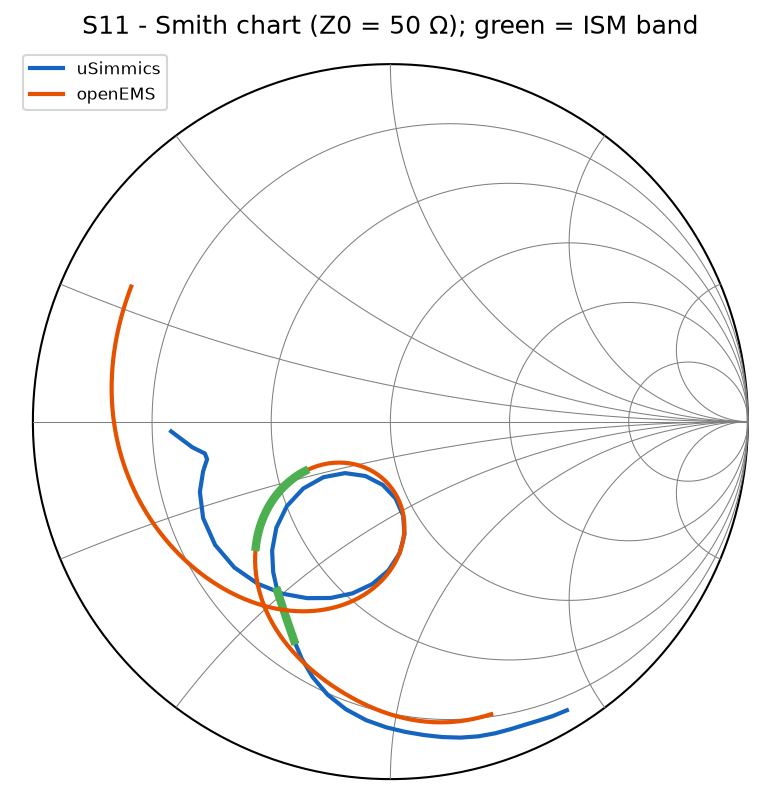 S11 - Smith chart (Z0 = 50 Ω); green = ISM band
uSimmics
openEMS